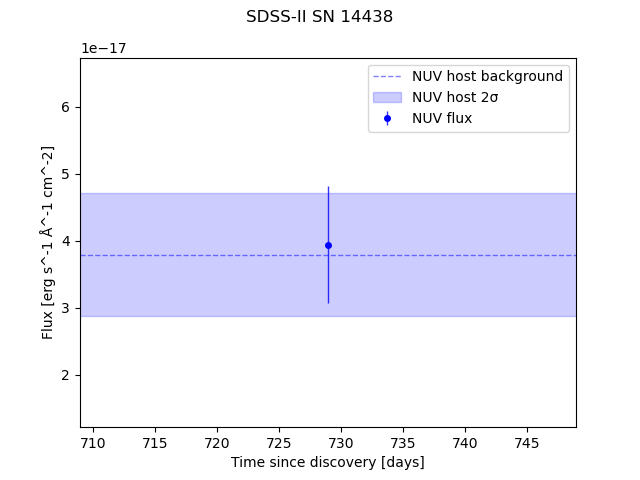 SDSS-II SN 14438
1e−17
NUV host background
NUV host 2σ
NUV flux
6
5
4
3
2
Flux [erg s^-1 Å^-1 cm^-2]
710 715 720 725 730 735 740 745
Time since discovery [days]